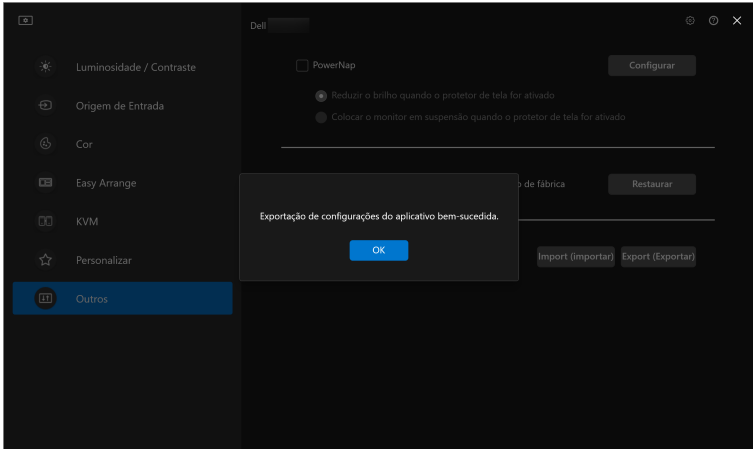 Dell
Luminosidade / Contraste
Origem de Entrada
Cor
Easy Arrange
KVM
Personalizar
Outros
PowerNap
Configurar
Reduzir o brilho quando o protetor de tela for ativado
Colocar o monitor em suspensão quando o protetor de tela for ativado
de fábrica
Restaurar
Import (importar)
Export (Exportar)
Exportação de configurações do aplicativo bem-sucedida.
OK